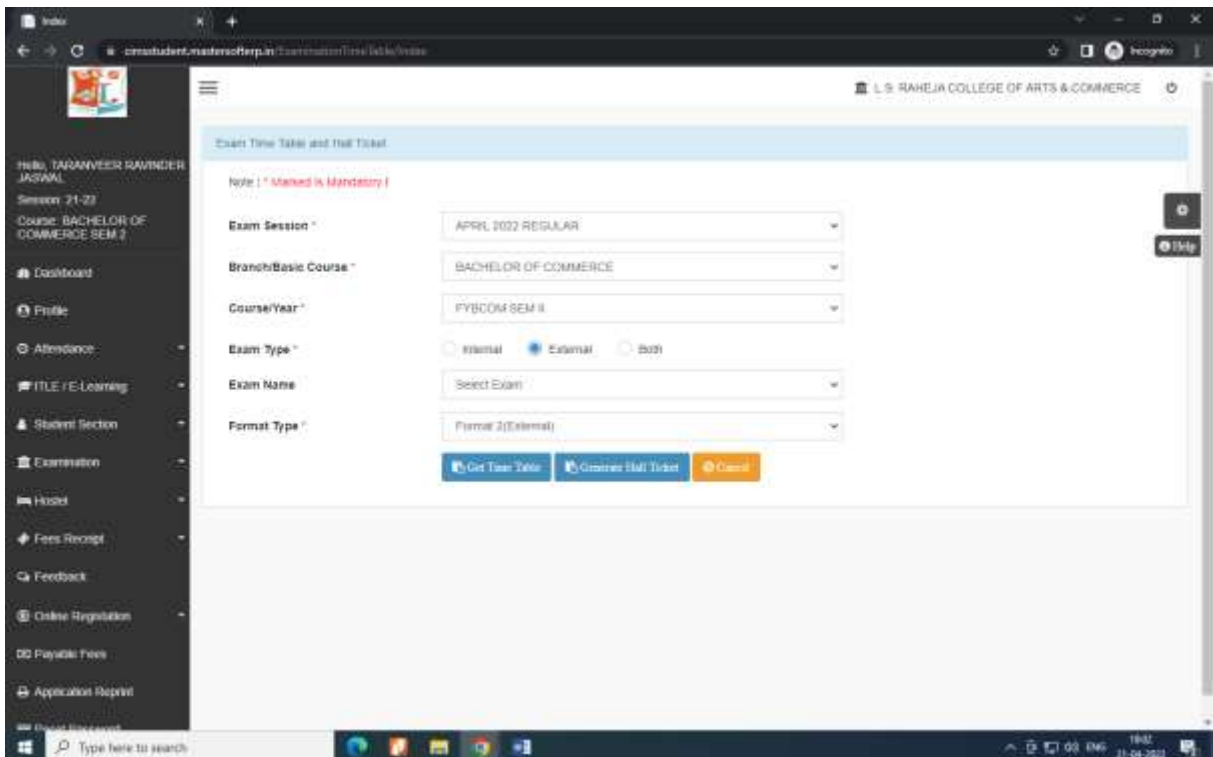 Index
cimsstudent.mastersofterp.in/ExaminationTimeTable/Index
Incognito
L.S. RAHEJA COLLEGE OF ARTS & COMMERCE
Exam Time Table and Hall Ticket
Hello, TARANVEER RAVINDER
JASWAL
Note ! * Marked Is Mandatory !
Session: 21-22
Course: BACHELOR OF
COMMERCE SEM 2
Exam Session *
APRIL 2022 REGULAR
Help
Branch/Basic Course *
BACHELOR OF COMMERCE
Dashboard
Profile
Course/Year *
FYBCOM SEM II
Attendance
Exam Type *
Internal
External
Both
ITLE / E-Learning
Exam Name
Select Exam
Student Section
Format Type *
Format 2(External)
Examination
Get Time Table
Generate Hall Ticket
Cancel
Hostel
Fees Receipt
Feedback
Online Registration
Payable Fees
Application Reprint
Reset Password
Type here to search
ENG